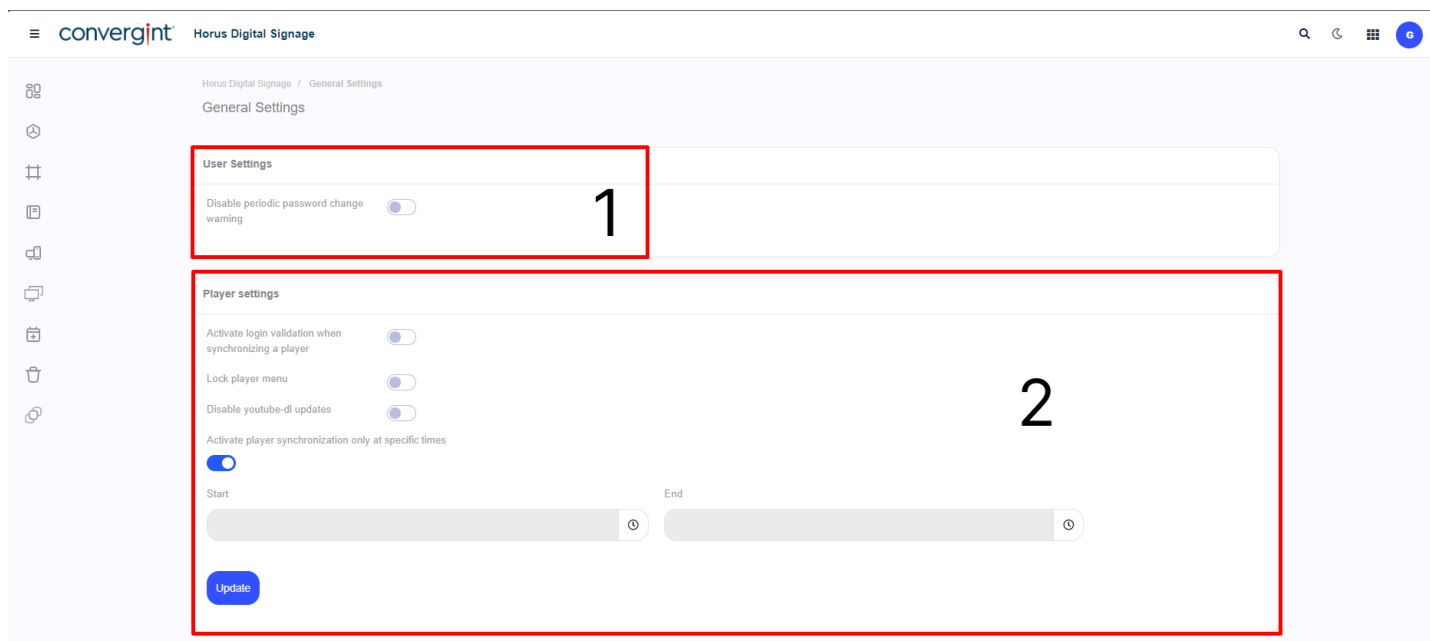 convergint
Horus Digital Signage
G
Horus Digital Signage / General Settings
General Settings
User Settings
Disable periodic password change
warning
1
Player settings
Activate login validation when
synchronizing a player
Lock player menu
Disable youtube-dl updates
2
Activate player synchronization only at specific times
Start
End
Update